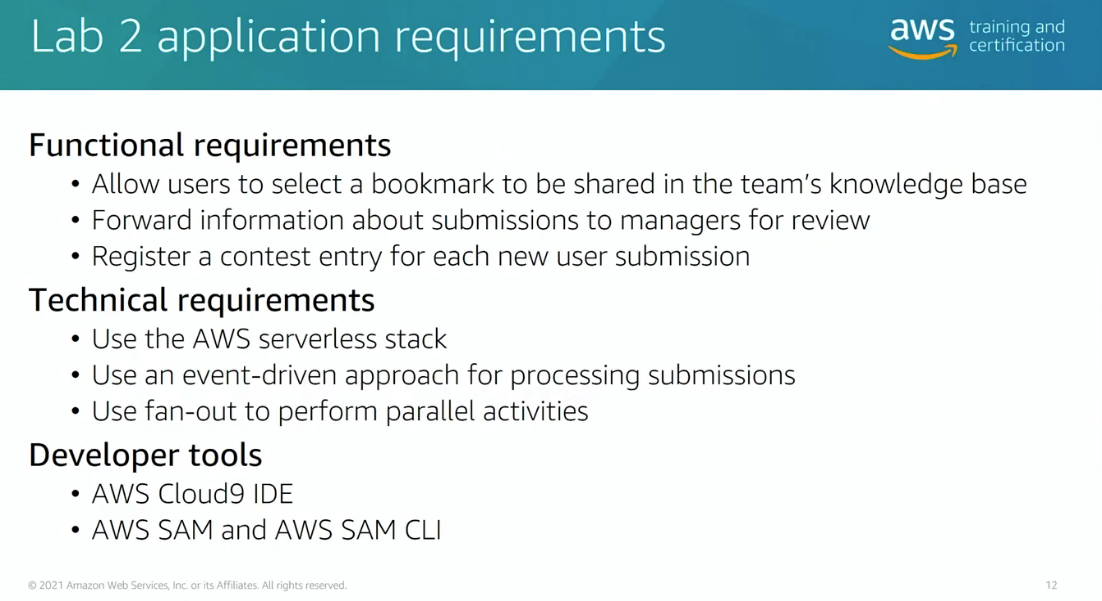 Lab 2 application requirements
aws training and
certification
Functional requirements
• Allow users to select a bookmark to be shared in the team's knowledge base
• Forward information about submissions to managers for review
• Register a contest entry for each new user submission
Technical requirements
• Use the AWS serverless stack
• Use an event-driven approach for processing submissions
• Use fan-out to perform parallel activities
Developer tools
• AWS Cloud9 IDE
• AWS SAM and AWS SAM CLI
© 2021 Amazon Web Services, Inc. or its Affiliates. All rights reserved.
12